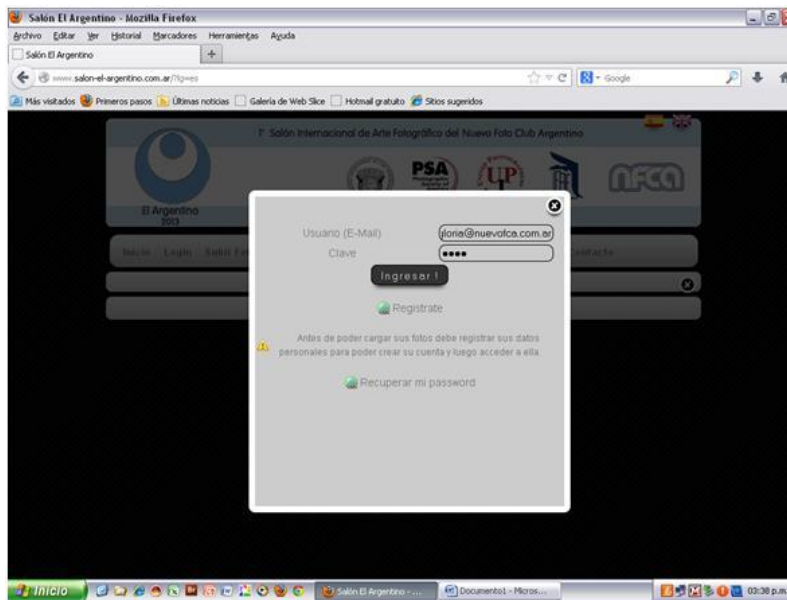 Salón El Argentino - Mozilla Firefox
Archivo Editar Ver Historial Marcadores Herramientas Ayuda
Salón El Argentino
www.salon-el-argentino.com.ar/?lg=es
Google
Más visitados Primeros pasos Últimas noticias Galería de Web Slice Hotmail gratuito Sitios sugeridos
1° Salón Internacional de Arte Fotográfico del Nuevo Foto Club Argentino
PSA
UP
nfca
El Argentino
2013
Inicio Login Subir Contacto
Usuario (E-Mail)
gloria@nuevofca.com.ar
Clave
••••
Ingresar !
Registrate
Antes de poder cargar sus fotos debe registrar sus datos
personales para poder crear su cuenta y luego acceder a ella.
Recuperar mi password
Inicio
Salón El Argentino - ...
Documento1 - Micros...
03:38 p.m.